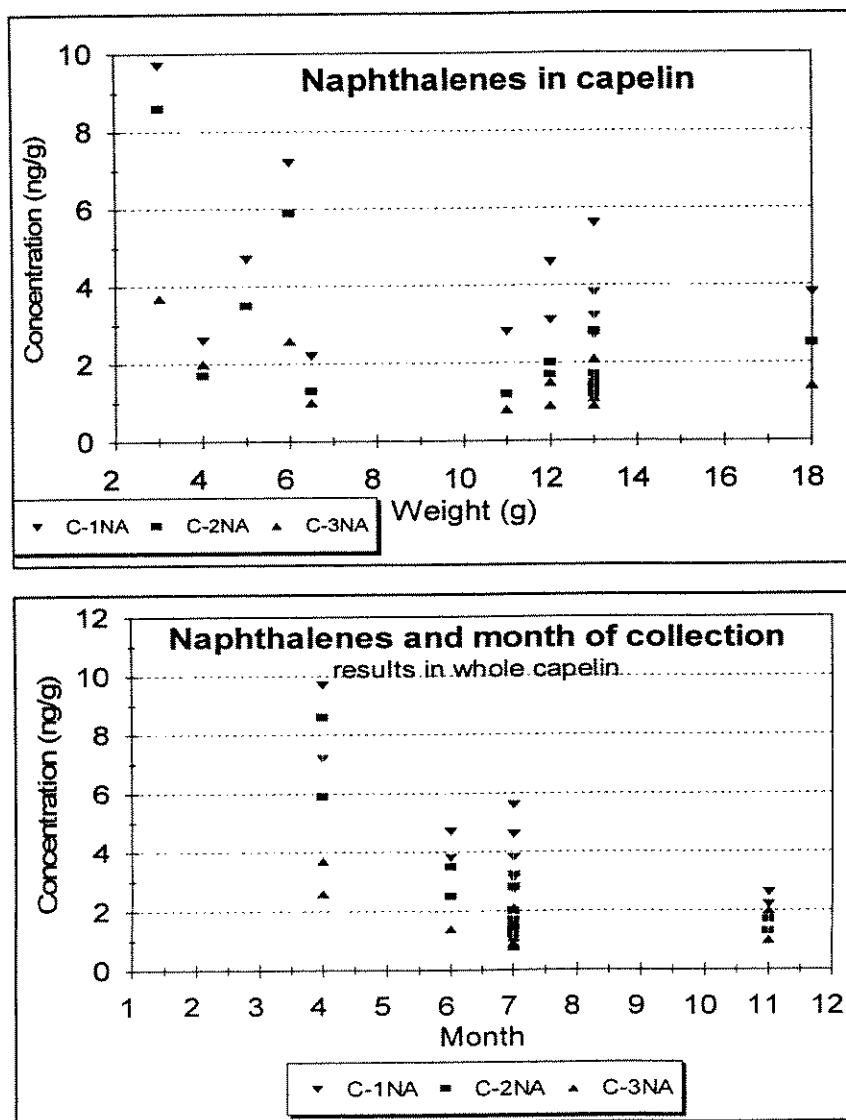 Naphthalenes in capelin
Concentration (ng/g)
10
8
6
4
2
0
2 4 6 8 10 12 14 16 18
Weight (g)
C-1NA C-2NA C-3NA
Naphthalenes and month of collection
results in whole capelin
Concentration (ng/g)
12
10
8
6
4
2
0
1 2 3 4 5 6 7 8 9 10 11 12
Month
C-1NA C-2NA C-3NA